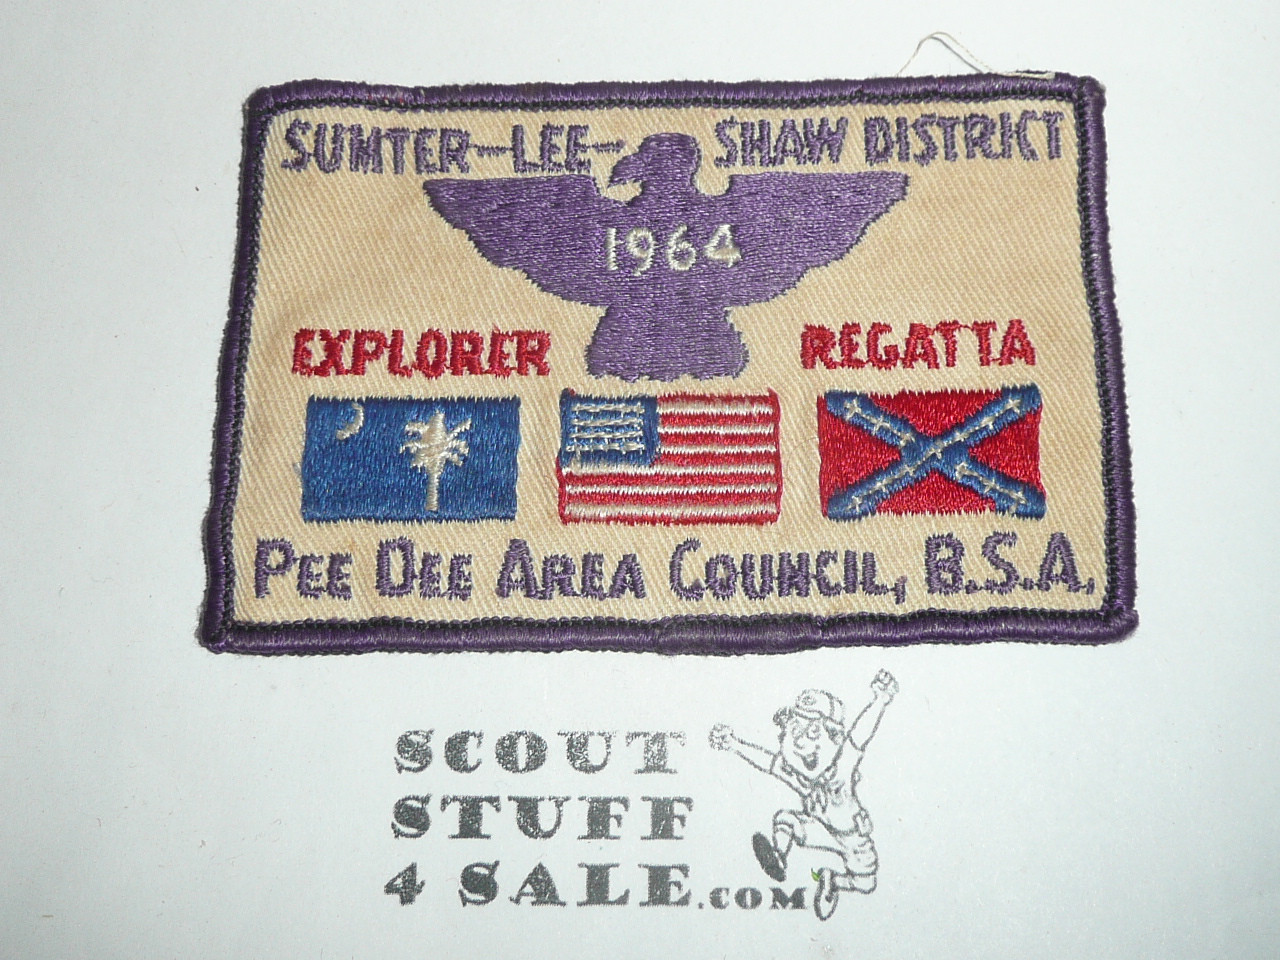 SUMTER-LEE-SHAW DISTRICT
1964
EXPLORER REGATTA
PEE DEE AREA COUNCIL, B.S.A.
SCOUT
STUFF
4 SALE.COM